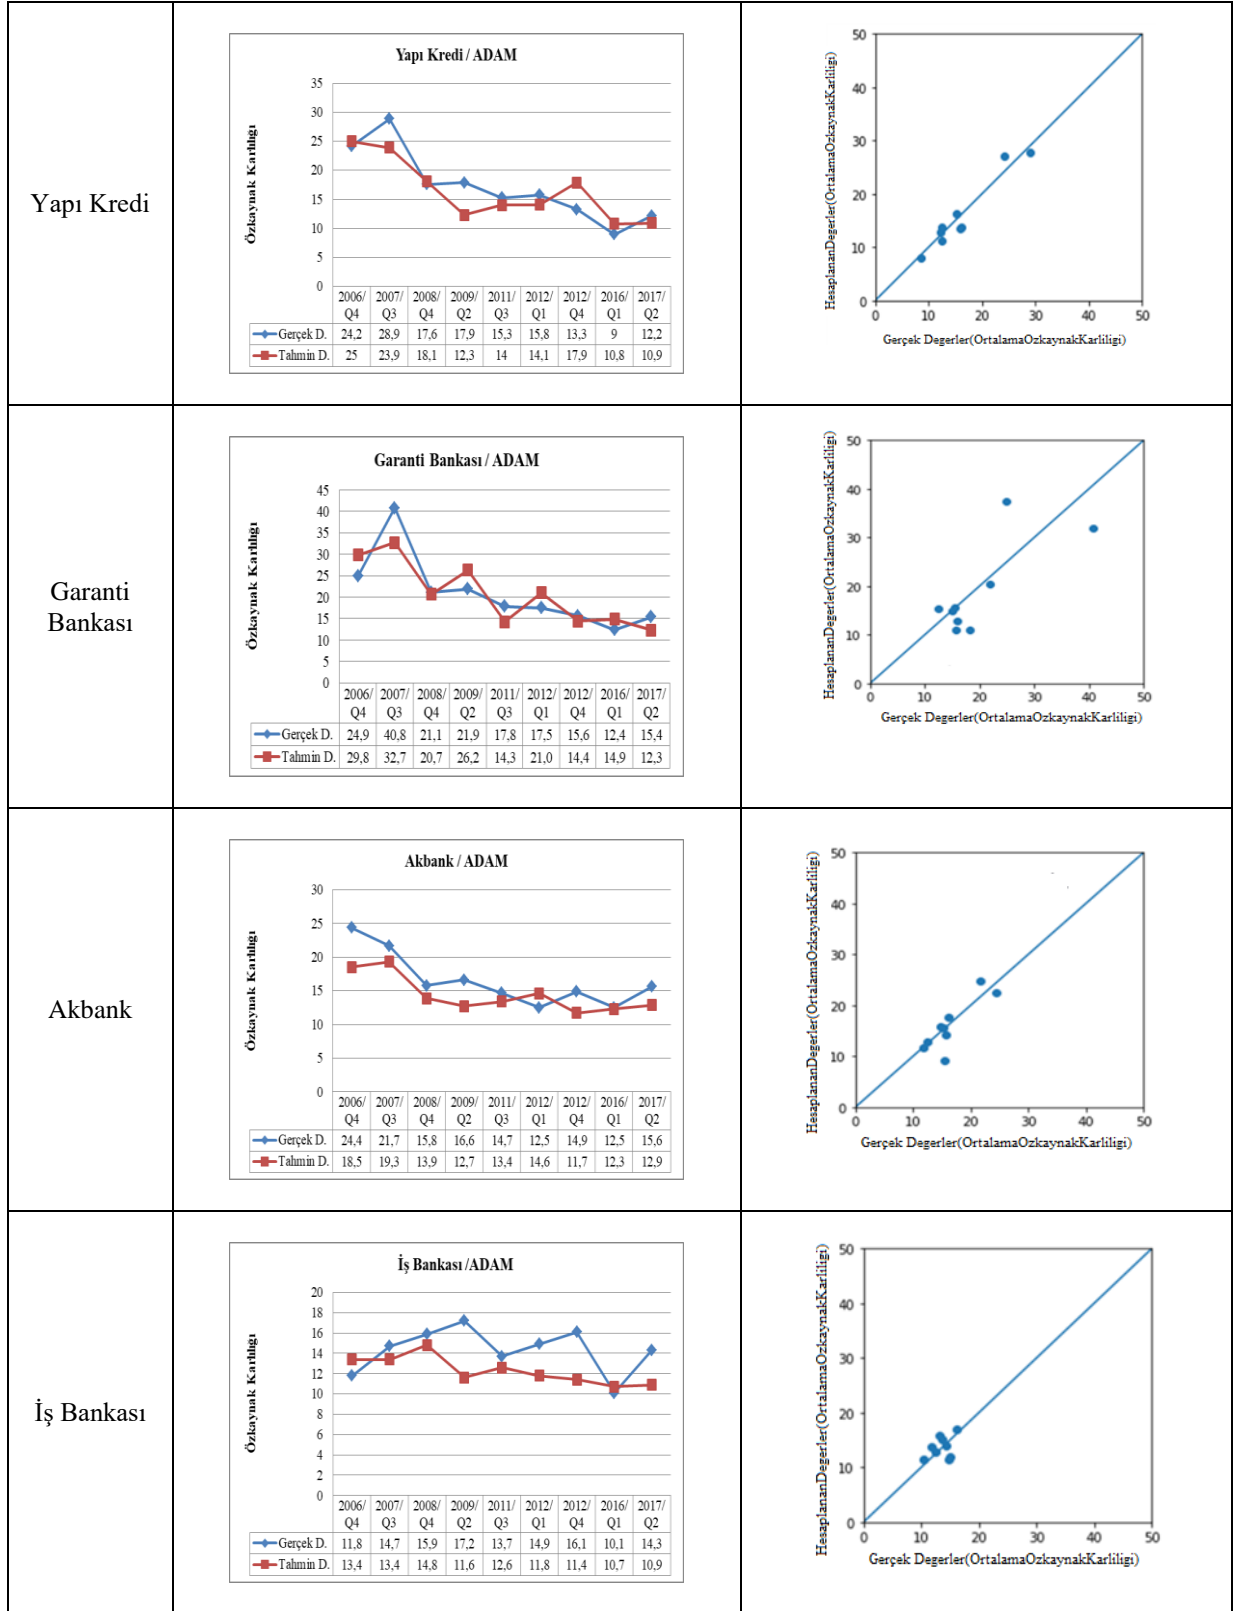 Yapı Kredi
Yapı Kredi / ADAM
Özkaynak Karlılığı
35
30
25
20
15
10
5
0
2006/ 2007/ 2008/ 2009/ 2011/ 2012/ 2012/ 2016/ 2017/
Q4 Q3 Q4 Q2 Q3 Q1 Q4 Q1 Q2
Gerçek D. 24,2 28,9 17,6 17,9 15,3 15,8 13,3 9 12,2
Tahmin D. 25 23,9 18,1 12,3 14 14,1 17,9 10,8 10,9
HesaplananDegerler(OrtalamaOzkaynakKarliligi)
50
40
30
20
10
0
0 10 20 30 40 50
Gerçek Degerler(OrtalamaOzkaynakKarliligi)
Garanti
Bankası
Garanti Bankası / ADAM
Özkaynak Karlılığı
45
40
35
30
25
20
15
10
5
0
2006/ 2007/ 2008/ 2009/ 2011/ 2012/ 2012/ 2016/ 2017/
Q4 Q3 Q4 Q2 Q3 Q1 Q4 Q1 Q2
Gerçek D. 24,9 40,8 21,1 21,9 17,8 17,5 15,6 12,4 15,4
Tahmin D. 29,8 32,7 20,7 26,2 14,3 21,0 14,4 14,9 12,3
HesaplananDegerler(OrtalamaOzkaynakKarliligi)
50
40
30
20
10
0
0 10 20 30 40 50
Gerçek Degerler(OrtalamaOzkaynakKarliligi)
Akbank
Akbank / ADAM
Özkaynak Karlılığı
30
25
20
15
10
5
0
2006/ 2007/ 2008/ 2009/ 2011/ 2012/ 2012/ 2016/ 2017/
Q4 Q3 Q4 Q2 Q3 Q1 Q4 Q1 Q2
Gerçek D. 24,4 21,7 15,8 16,6 14,7 12,5 14,9 12,5 15,6
Tahmin D. 18,5 19,3 13,9 12,7 13,4 14,6 11,7 12,3 12,9
HesaplananDegerler(OrtalamaOzkaynakKarliligi)
50
40
30
20
10
0
0 10 20 30 40 50
Gerçek Degerler(OrtalamaOzkaynakKarliligi)
İş Bankası
İş Bankası /ADAM
Özkaynak Karlılığı
20
18
16
14
12
10
8
6
4
2
0
2006/ 2007/ 2008/ 2009/ 2011/ 2012/ 2012/ 2016/ 2017/
Q4 Q3 Q4 Q2 Q3 Q1 Q4 Q1 Q2
Gerçek D. 11,8 14,7 15,9 17,2 13,7 14,9 16,1 10,1 14,3
Tahmin D. 13,4 13,4 14,8 11,6 12,6 11,8 11,4 10,7 10,9
HesaplananDegerler(OrtalamaOzkaynakKarliligi)
50
40
30
20
10
0
0 10 20 30 40 50
Gerçek Degerler(OrtalamaOzkaynakKarliligi)